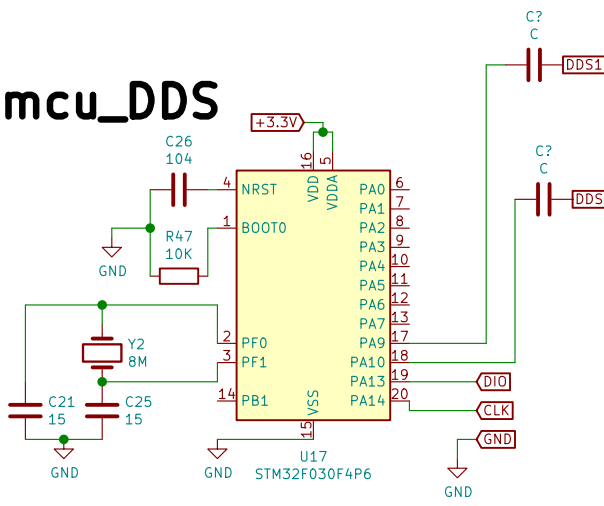 C?
C
DDS1
mcu_DDS
+3.3V
C26
104
16
5
C?
C
DDS
VDD
VDDA
4
NRST
PA0
6
PA1
7
1
BOOT0
PA2
8
R47
10K
PA3
9
GND
PA4
10
PA5
11
PA6
12
PA7
13
2
PF0
PA9
17
Y2
8M
3
PF1
PA10
18
PA13
19
DIO
C21
15
C25
15
14
PB1
PA14
20
CLK
VSS
15
GND
GND
GND
U17
STM32F030F4P6
GND